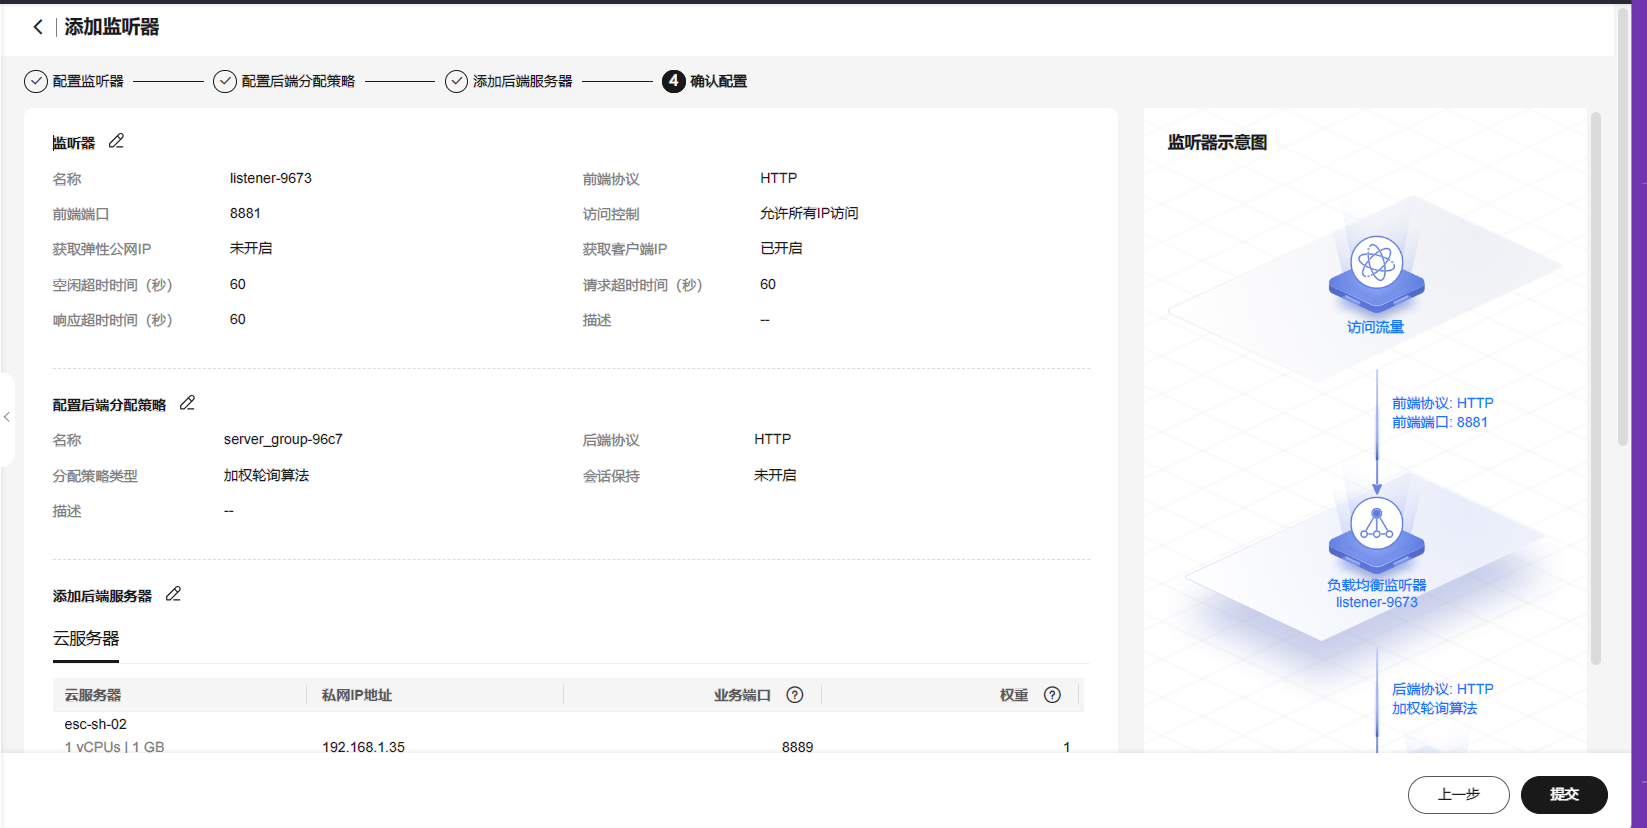 添加监听器
配置监听器
配置后端分配策略
添加后端服务器
4 确认配置
监听器
名称 listener-9673 前端协议 HTTP
前端端口 8881 访问控制 允许所有IP访问
获取弹性公网IP 未开启 获取客户端IP 已开启
空闲超时时间（秒） 60 请求超时时间（秒） 60
响应超时时间（秒） 60 描述 --
配置后端分配策略
名称 server_group-96c7 后端协议 HTTP
分配策略类型 加权轮询算法 会话保持 未开启
描述 --
添加后端服务器
云服务器
云服务器 私网IP地址 业务端口 ? 权重 ?
esc-sh-02
1 vCPUs | 1 GB 192.168.1.35 8889 1
监听器示意图
访问流量
前端协议: HTTP
前端端口: 8881
负载均衡监听器
listener-9673
后端协议: HTTP
加权轮询算法
上一步 提交